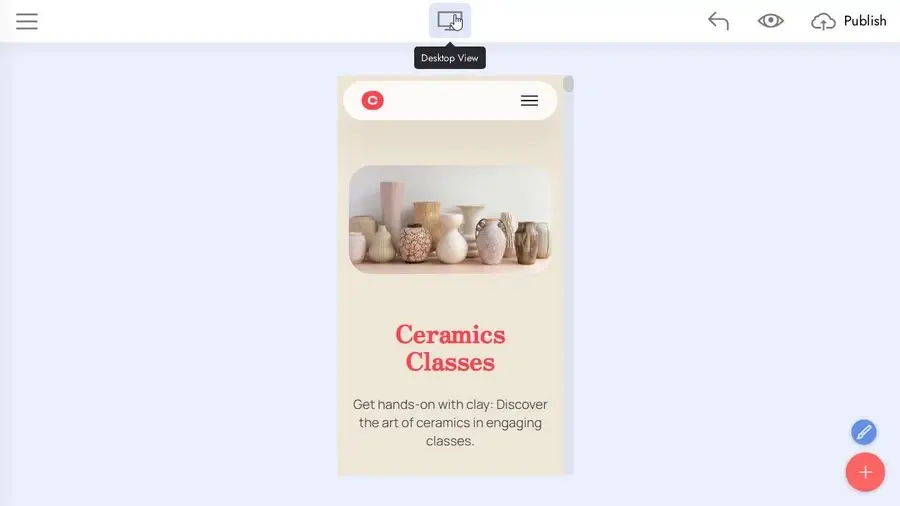 Publish
Desktop View
C
Ceramics
Classes
Get hands-on with clay: Discover
the art of ceramics in engaging
classes.